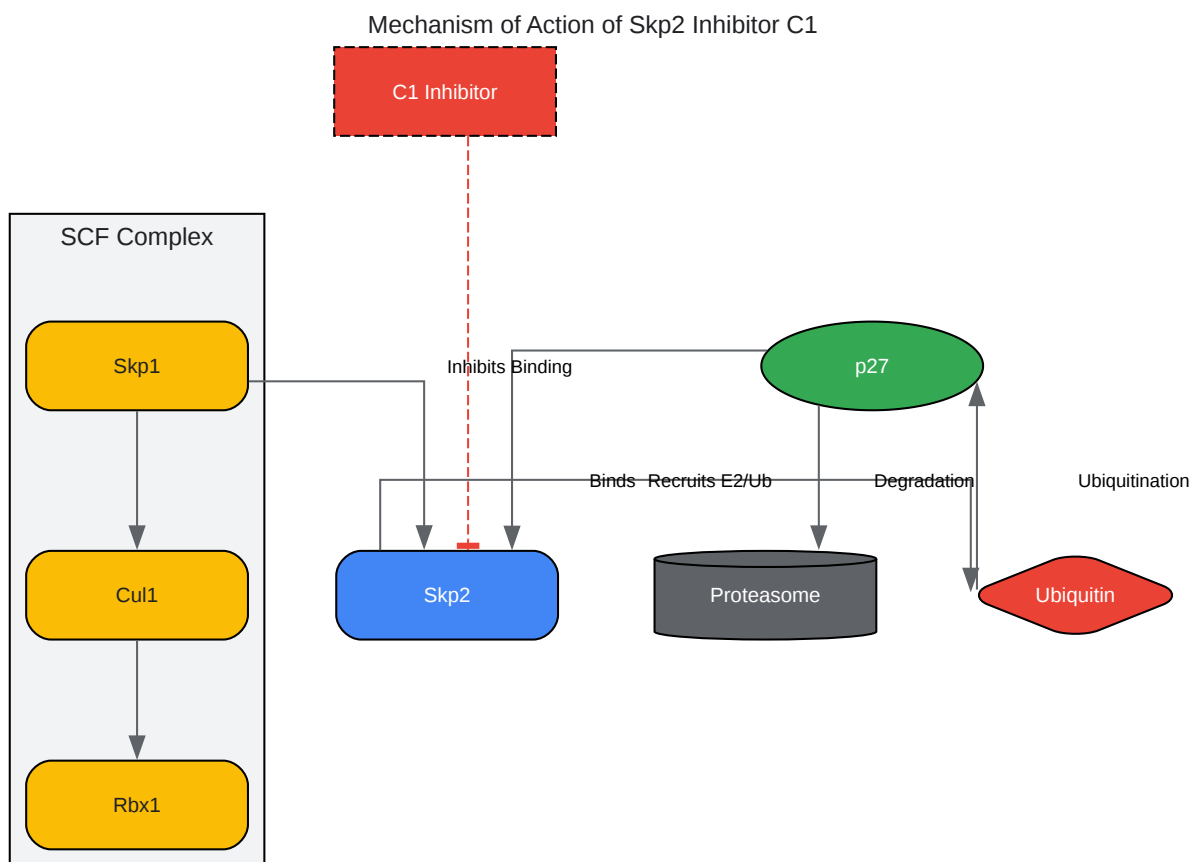 Mechanism of Action of Skp2 Inhibitor C1
C1 Inhibitor
SCF Complex
Skp1
Inhibits Binding
p27
Binds
Recruits E2/Ub
Degradation
Ubiquitination
Cul1
Skp2
Proteasome
Ubiquitin
Rbx1